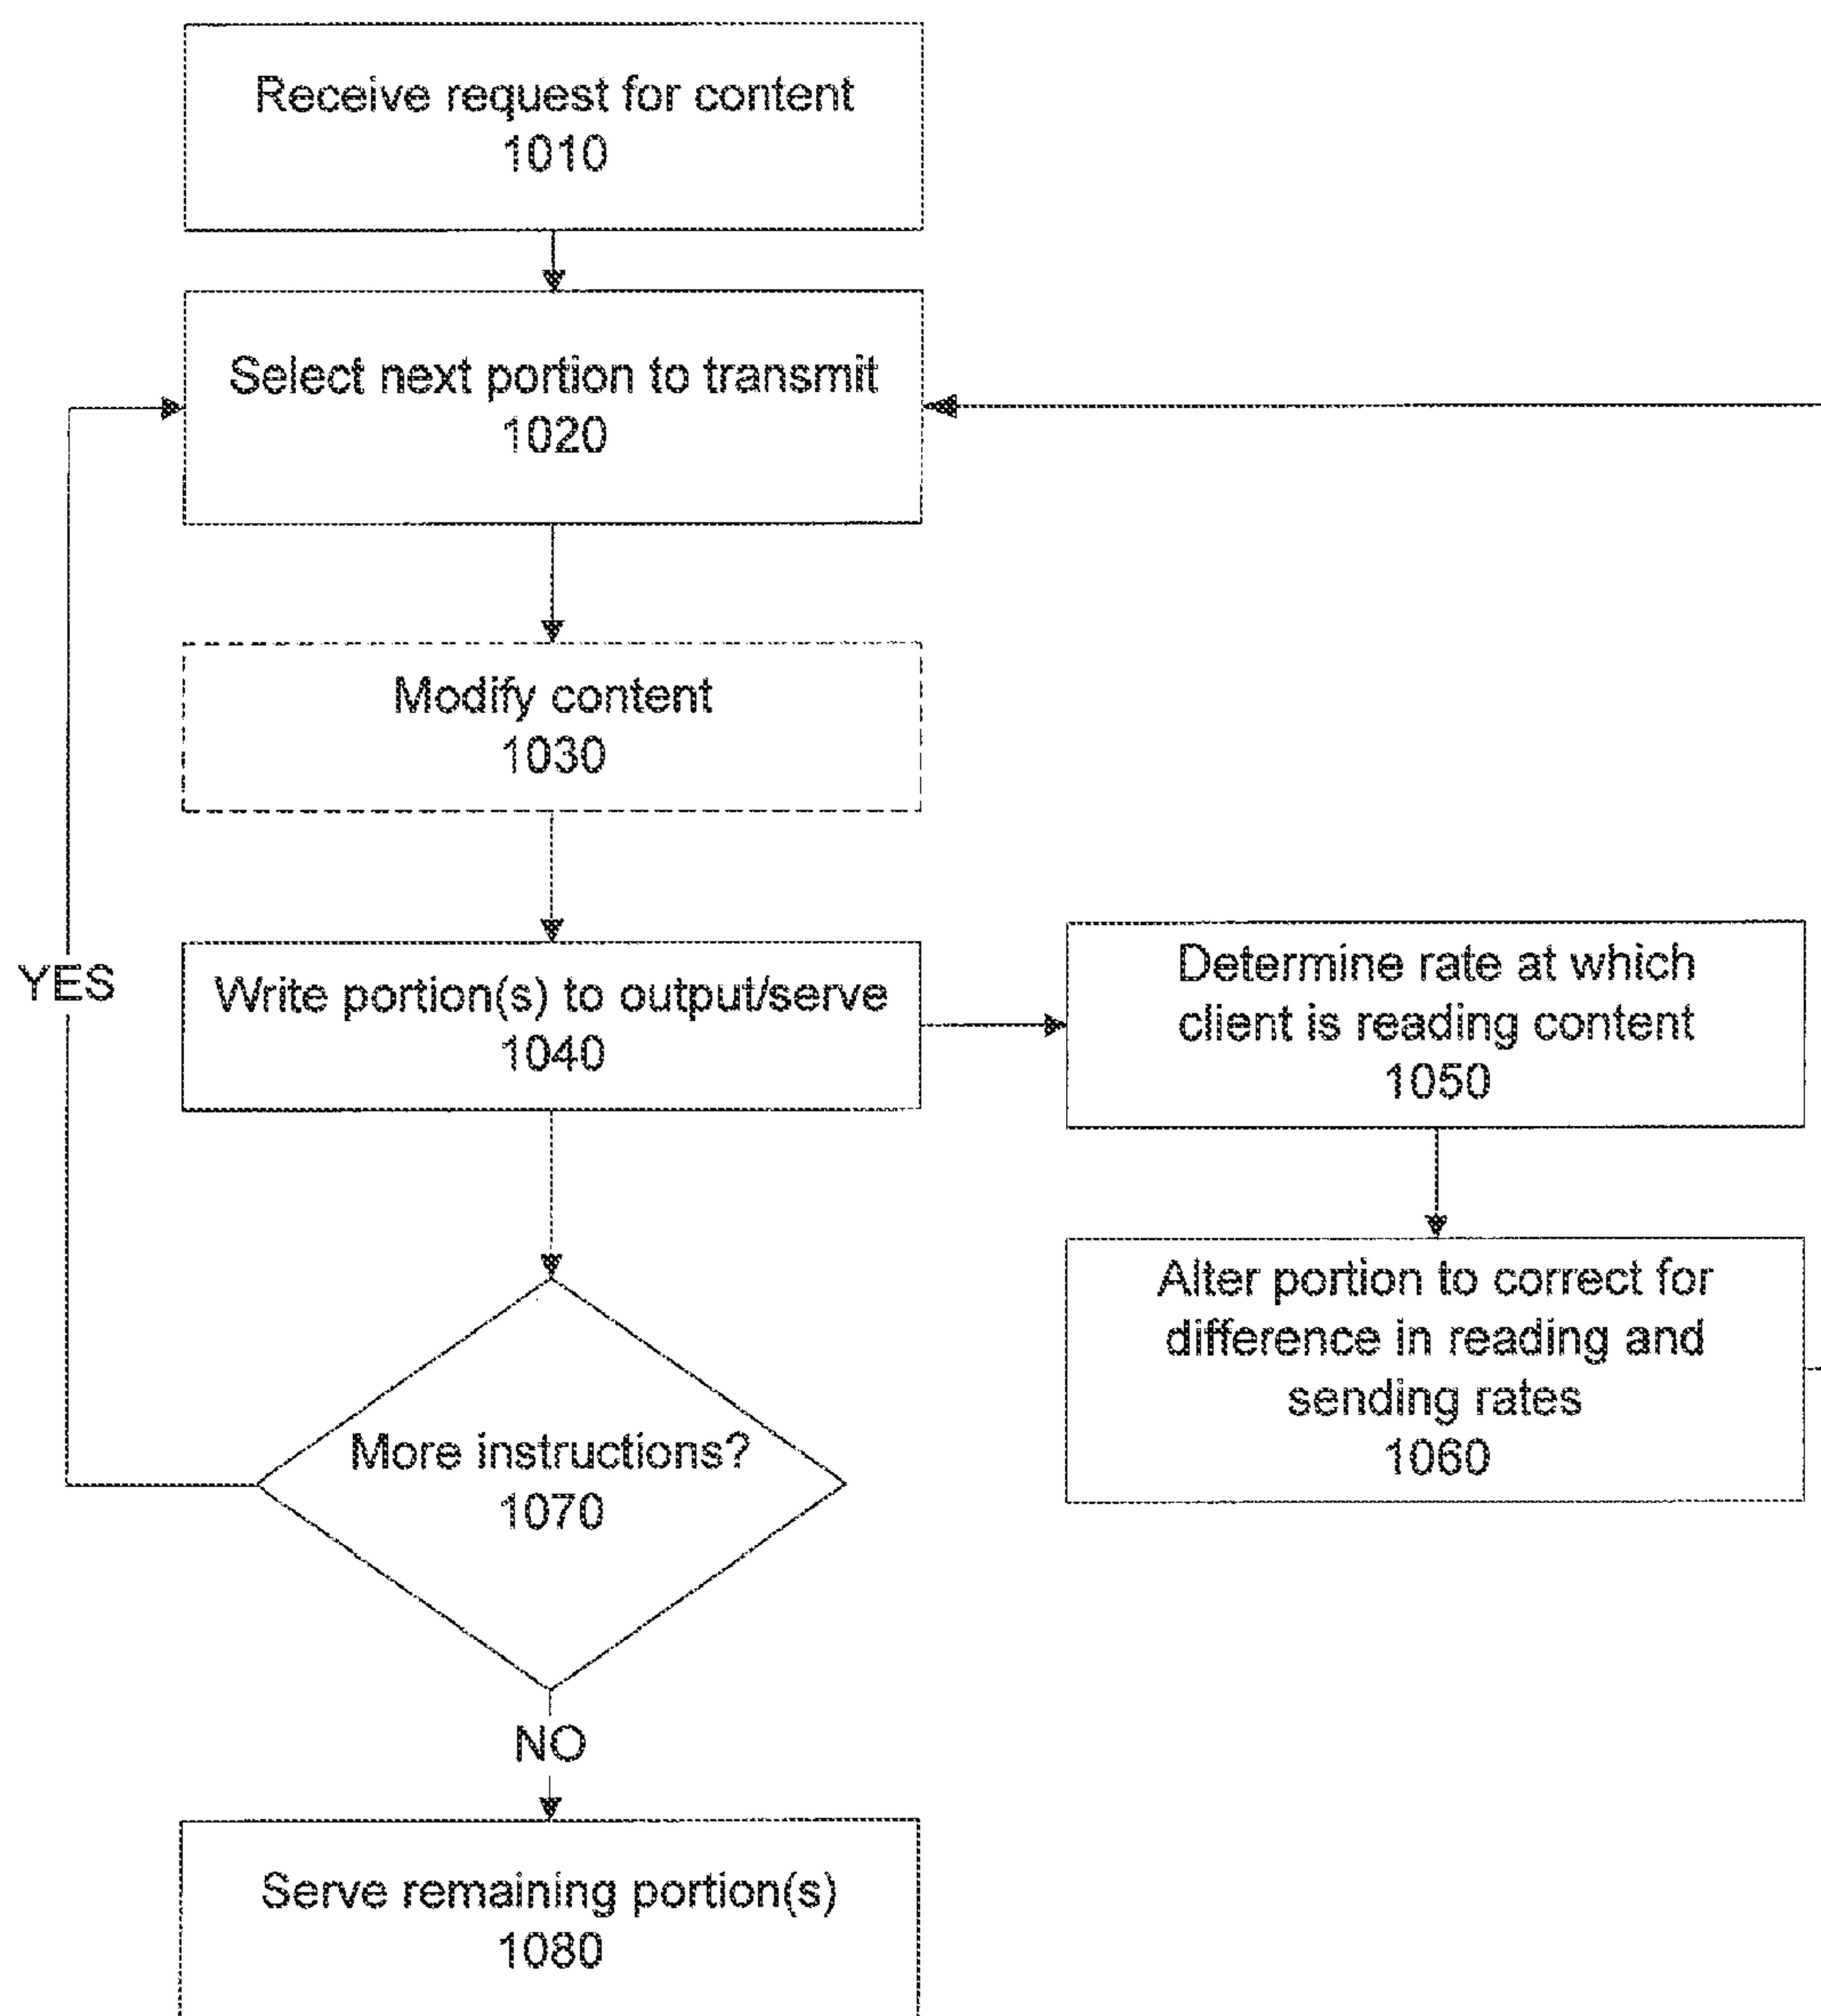 Receive request for content
1010
Select next portion to transmit
1020
Modify content
1030
YES
Write portion(s) to output/serve
1040
Determine rate at which
client is reading content
1050
Alter portion to correct for
difference in reading and
sending rates
1060
More instructions?
1070
NO
Serve remaining portion(s)
1080